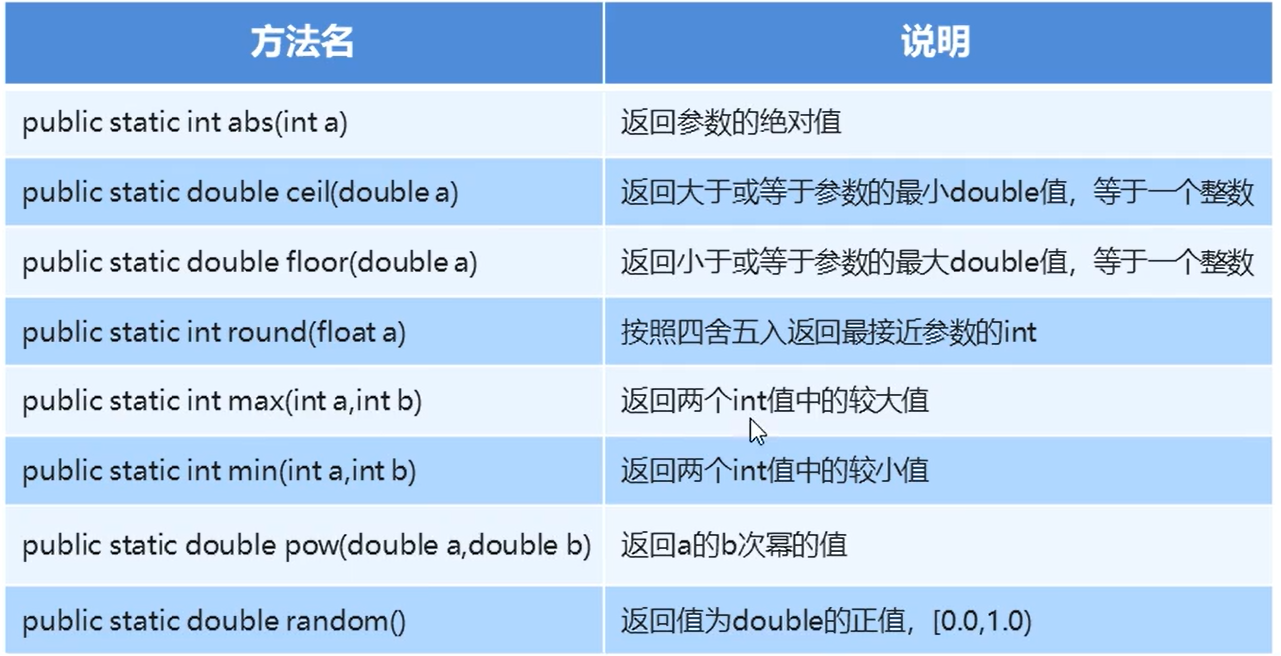 方法名 说明
public static int abs(int a) 返回参数的绝对值
public static double ceil(double a) 返回大于或等于参数的最小double值，等于一个整数
public static double floor(double a) 返回小于或等于参数的最大double值，等于一个整数
public static int round(float a) 按照四舍五入返回最接近参数的int
public static int max(int a,int b) 返回两个int值中的较大值
public static int min(int a,int b) 返回两个int值中的较小值
public static double pow(double a,double b) 返回a的b次幂的值
public static double random() 返回值为double的正值，[0.0,1.0)